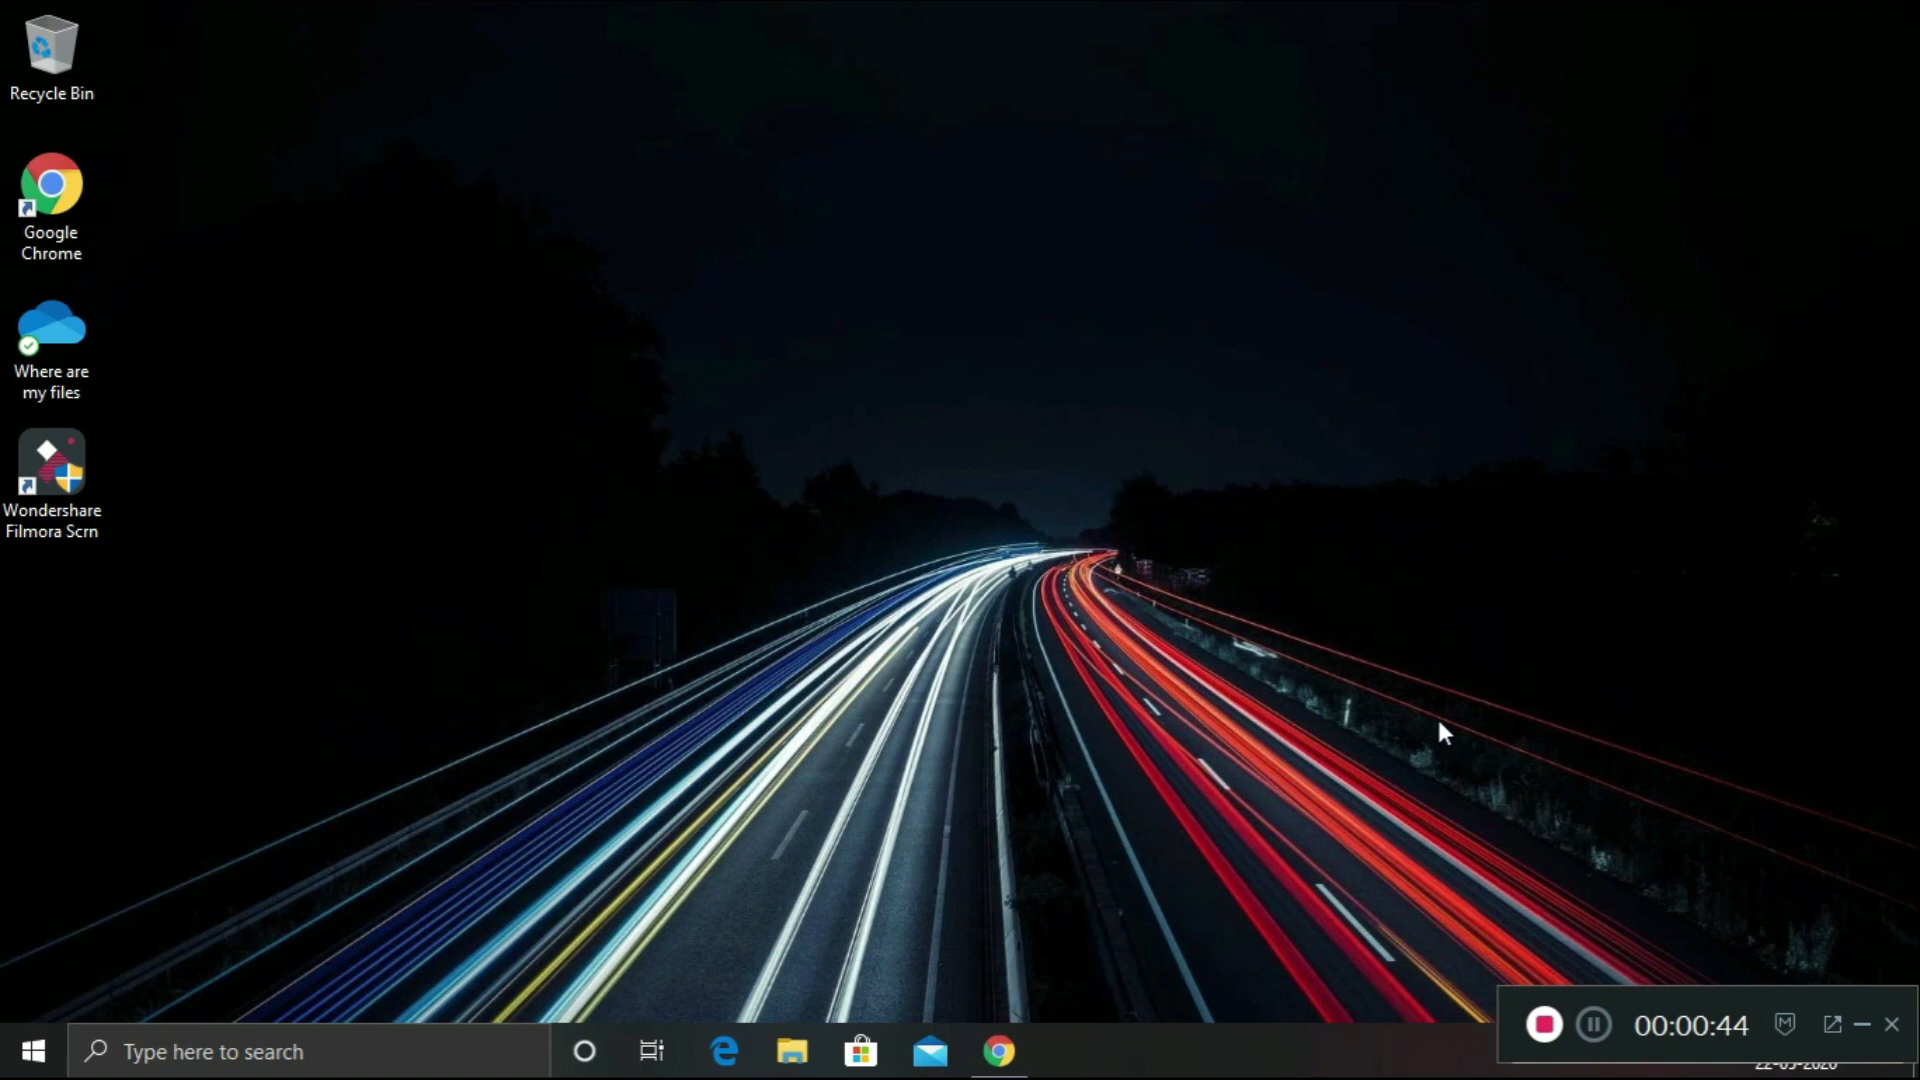 Recycle Bin
Google
Chrome
Where are
my files
Wondershare
Filmora Scrn
Type here to search
00:00:44